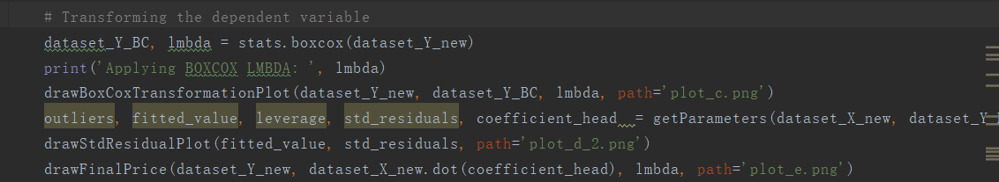 # Transforming the dependent variable
dataset_Y_BC, lmbda = stats.boxcox(dataset_Y_new)
print('Applying BOXCOX LMBDA: ', lmbda)
drawBoxCoxTransformationPlot(dataset_Y_new, dataset_Y_BC, lmbda, path='plot_c.png')
outliers, fitted_value, leverage, std_residuals, coefficient_head = getParameters(dataset_X_new, dataset_Y
drawStdResidualPlot(fitted_value, std_residuals, path='plot_d_2.png')
drawFinalPrice(dataset_Y_new, dataset_X_new.dot(coefficient_head), lmbda, path='plot_e.png')